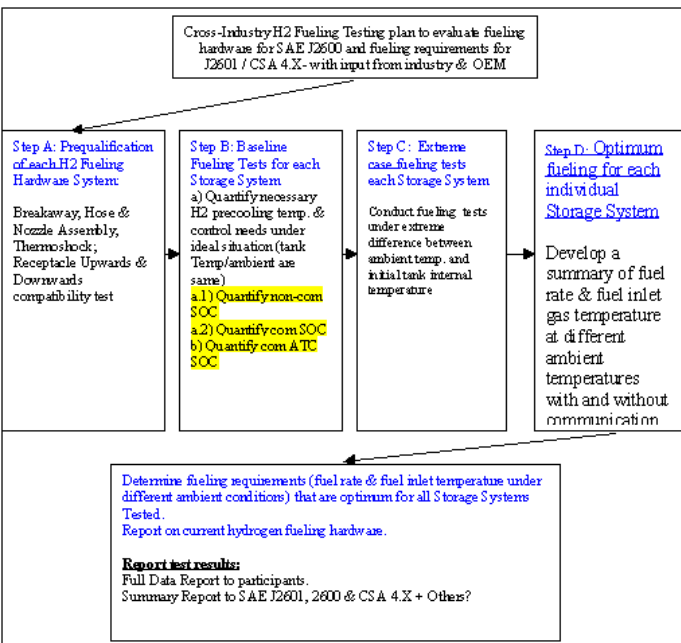 Cross-Industry H2 Fueling Testing plan to evaluate fueling
hardware for SAE J2600 and fueling requirements for
J2601 / CSA 4.X- with input from industry & OEM
Step A: Prequalification
of each H2 Fueling
Hardware System:
Breakaway, Hose &
Nozzle Assembly,
Thermoshock;
Receptacle Upwards &
Downwards
compatibility test
Step B: Baseline
Fueling Tests for each
Storage System
a) Quantify necessary
H2 precooling temp. &
control needs under
ideal situation (tank
Temp/ambient are
same)
a.1) Quantify non-com
SOC
a.2) Quantify com SOC
b) Quantify com ATC
SOC
Step C: Extreme
case fueling tests
each Storage System
Conduct fueling tests
under extreme
difference between
ambient temp. and
initial tank internal
temperature
Step D: Optimum
fueling for each
individual
Storage System
Develop a
summary of fuel
rate & fuel inlet
gas temperature
at different
ambient
temperatures
with and without
communication
Determine fueling requirements (fuel rate & fuel inlet temperature under
different ambient conditions) that are optimum for all Storage Systems
Tested.
Report on current hydrogen fueling hardware.
Report test results:
Full Data Report to participants.
Summary Report to SAE J2601, 2600 & CSA 4.X + Others?